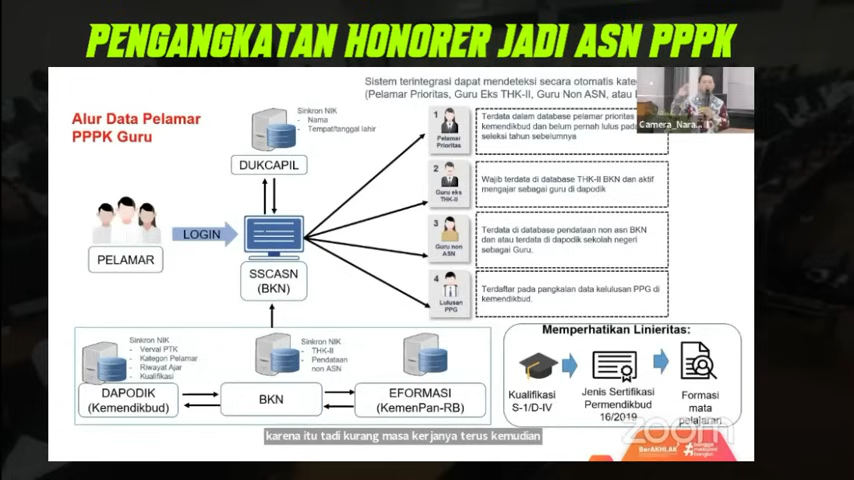 PENGANGKATAN HONORER JADI ASN PPPK
Sistem terintegrasi dapat mendeteksi secara otomatis kate
(Pelamar Prioritas, Guru Eks THK-II, Guru Non ASN, atau
Camera_Nara...
Alur Data Pelamar
PPPK Guru
Sinkron NIK
- Nama
- Tempat/tanggal lahir
DUKCAPIL
PELAMAR
LOGIN
SSCASN
(BKN)
1
Pelamar
Prioritas
Terdata dalam database pelamar prioritas
kemendikbud dan belum pernah lulus pada
seleksi tahun sebelumnya
2
Guru eks
THK-II
Wajib terdata di database THK-II BKN dan aktif
mengajar sebagai guru di dapodik
3
Guru non
ASN
Terdata di database pendataan non asn BKN
dan atau terdata di dapodik sekolah negeri
sebagai Guru.
4
Lulusan
PPG
Terdaftar pada pangkalan data kelulusan PPG di
kemendikbud.
Sinkron NIK
- Verval PTK
- Kategori Pelamar
- Riwayat Ajar
- Kualifikasi
DAPODIK
(Kemendikbud)
Sinkron NIK
- THK-II
- Pendataan
non ASN
BKN
EFORMASI
(KemenPan-RB)
Memperhatikan Linieritas:
Kualifikasi
S-1/D-IV
Jenis Sertifikasi
Permendikbud
16/2019
Formasi
mata
pelajaran
karena itu tadi kurang masa kerjanya terus kemudian
zoom
BerAKHLAK
bangga
melayani
bangsa